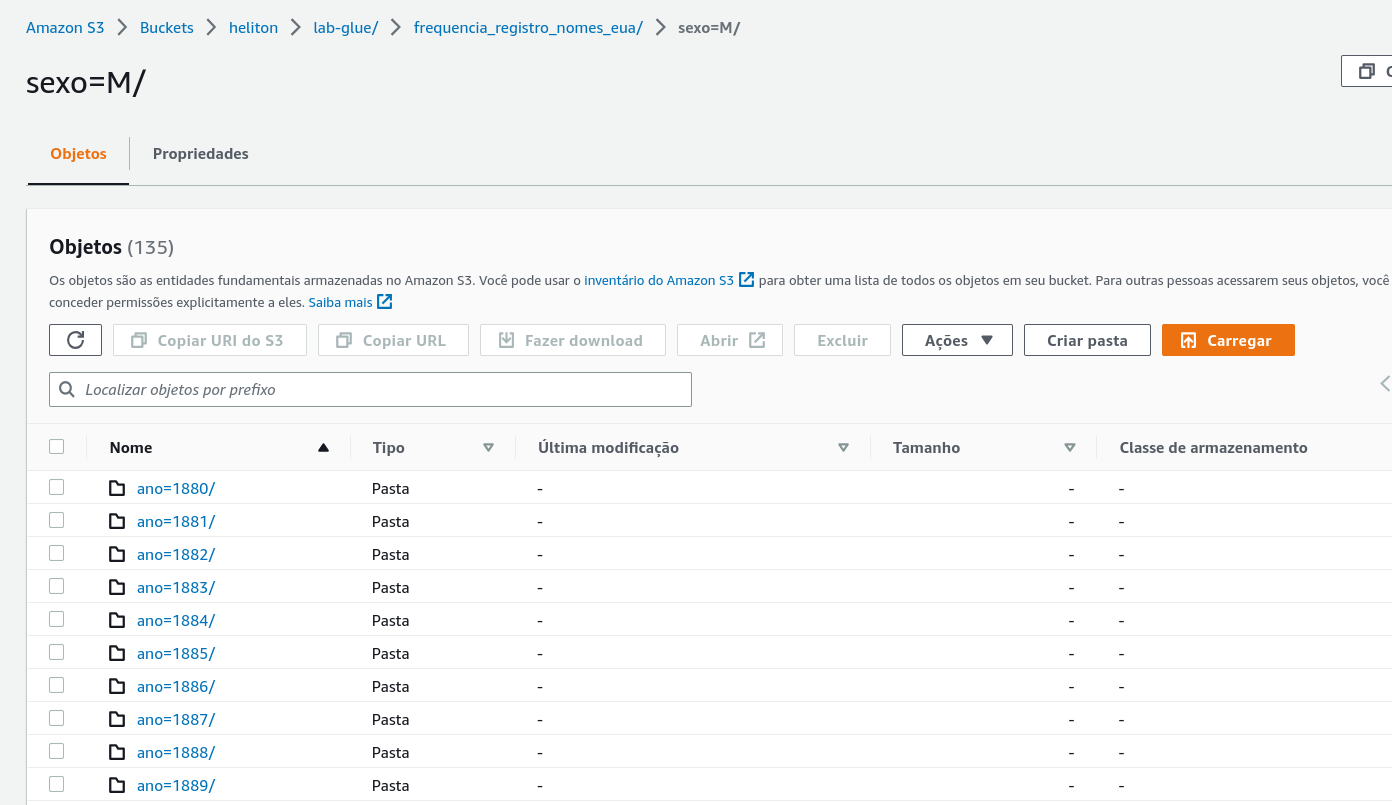 Amazon S3 > Buckets > heliton > lab-glue/ > frequencia_registro_nomes_eua/ > sexo=M/
sexo=M/
Objetos Propriedades
Objetos (135)
Os objetos são as entidades fundamentais armazenadas no Amazon S3. Você pode usar o inventário do Amazon S3 para obter uma lista de todos os objetos em seu bucket. Para outras pessoas acessarem seus objetos, você
conceder permissões explicitamente a eles. Saiba mais
Copiar URI do S3 Copiar URL Fazer download Abrir Excluir Ações Criar pasta Carregar
Localizar objetos por prefixo
Nome Tipo Última modificação Tamanho Classe de armazenamento
ano=1880/ Pasta - - -
ano=1881/ Pasta - - -
ano=1882/ Pasta - - -
ano=1883/ Pasta - - -
ano=1884/ Pasta - - -
ano=1885/ Pasta - - -
ano=1886/ Pasta - - -
ano=1887/ Pasta - - -
ano=1888/ Pasta - - -
ano=1889/ Pasta - - -